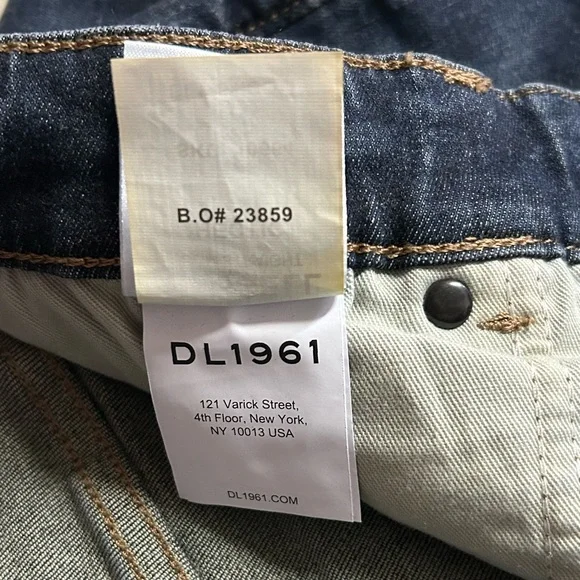 B.O# 23859
DL1961
121 Varick Street,
4th Floor, New York,
NY 10013 USA
DL1961.COM